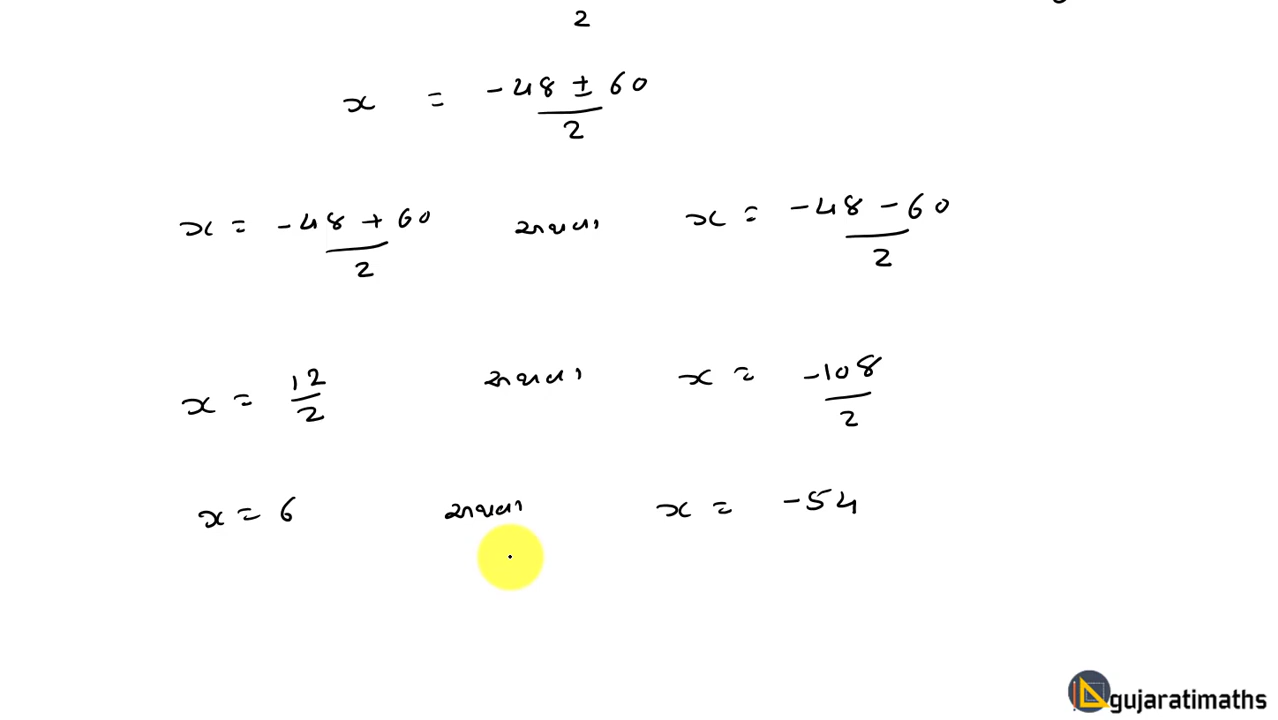 2
x = -48 ± 60 / 2
x = -48 + 60 / 2 અથવા x = -48 - 60 / 2
x = 12 / 2 અથવા x = -108 / 2
x = 6 અથવા x = -54
gujaratimaths